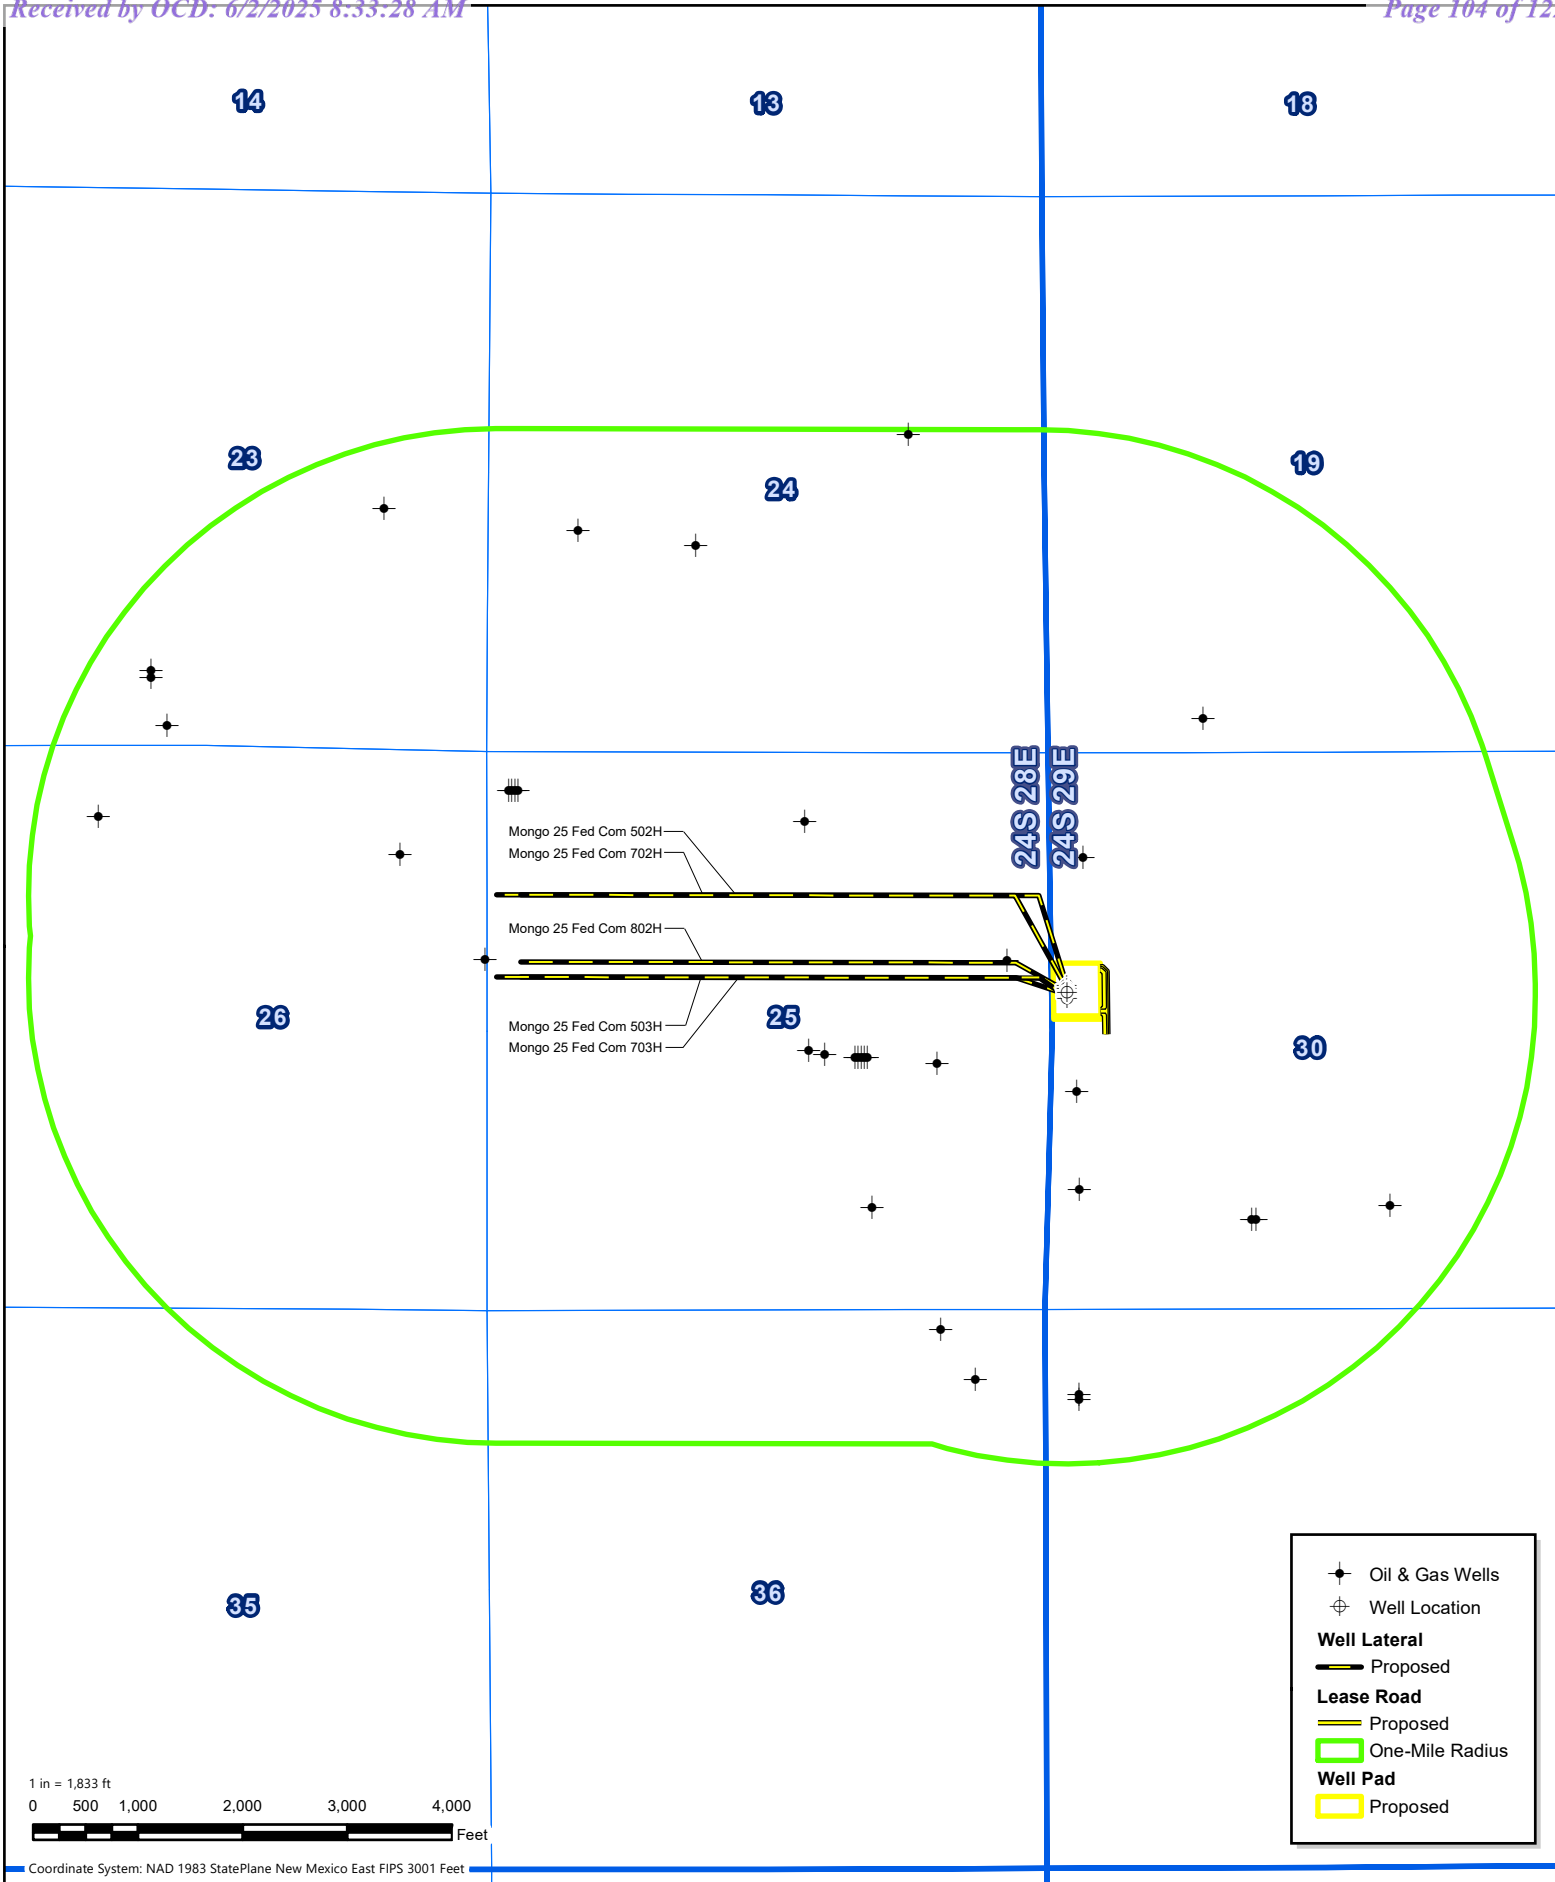 Received by OCD: 6/2/2025 8:33:28 AM
Page 104 of
14
13
18
23
24
19
24S 28E
24S 29E
Mongo 25 Fed Com 502H
Mongo 25 Fed Com 702H
Mongo 25 Fed Com 802H
26
25
Mongo 25 Fed Com 503H
Mongo 25 Fed Com 703H
30
35
36
Oil & Gas Wells
Well Location
Well Lateral
Proposed
Lease Road
Proposed
One-Mile Radius
Well Pad
Proposed
1 in = 1,833 ft
0 500 1,000 2,000 3,000 4,000
Feet
Coordinate System: NAD 1983 StatePlane New Mexico East FIPS 3001 Feet